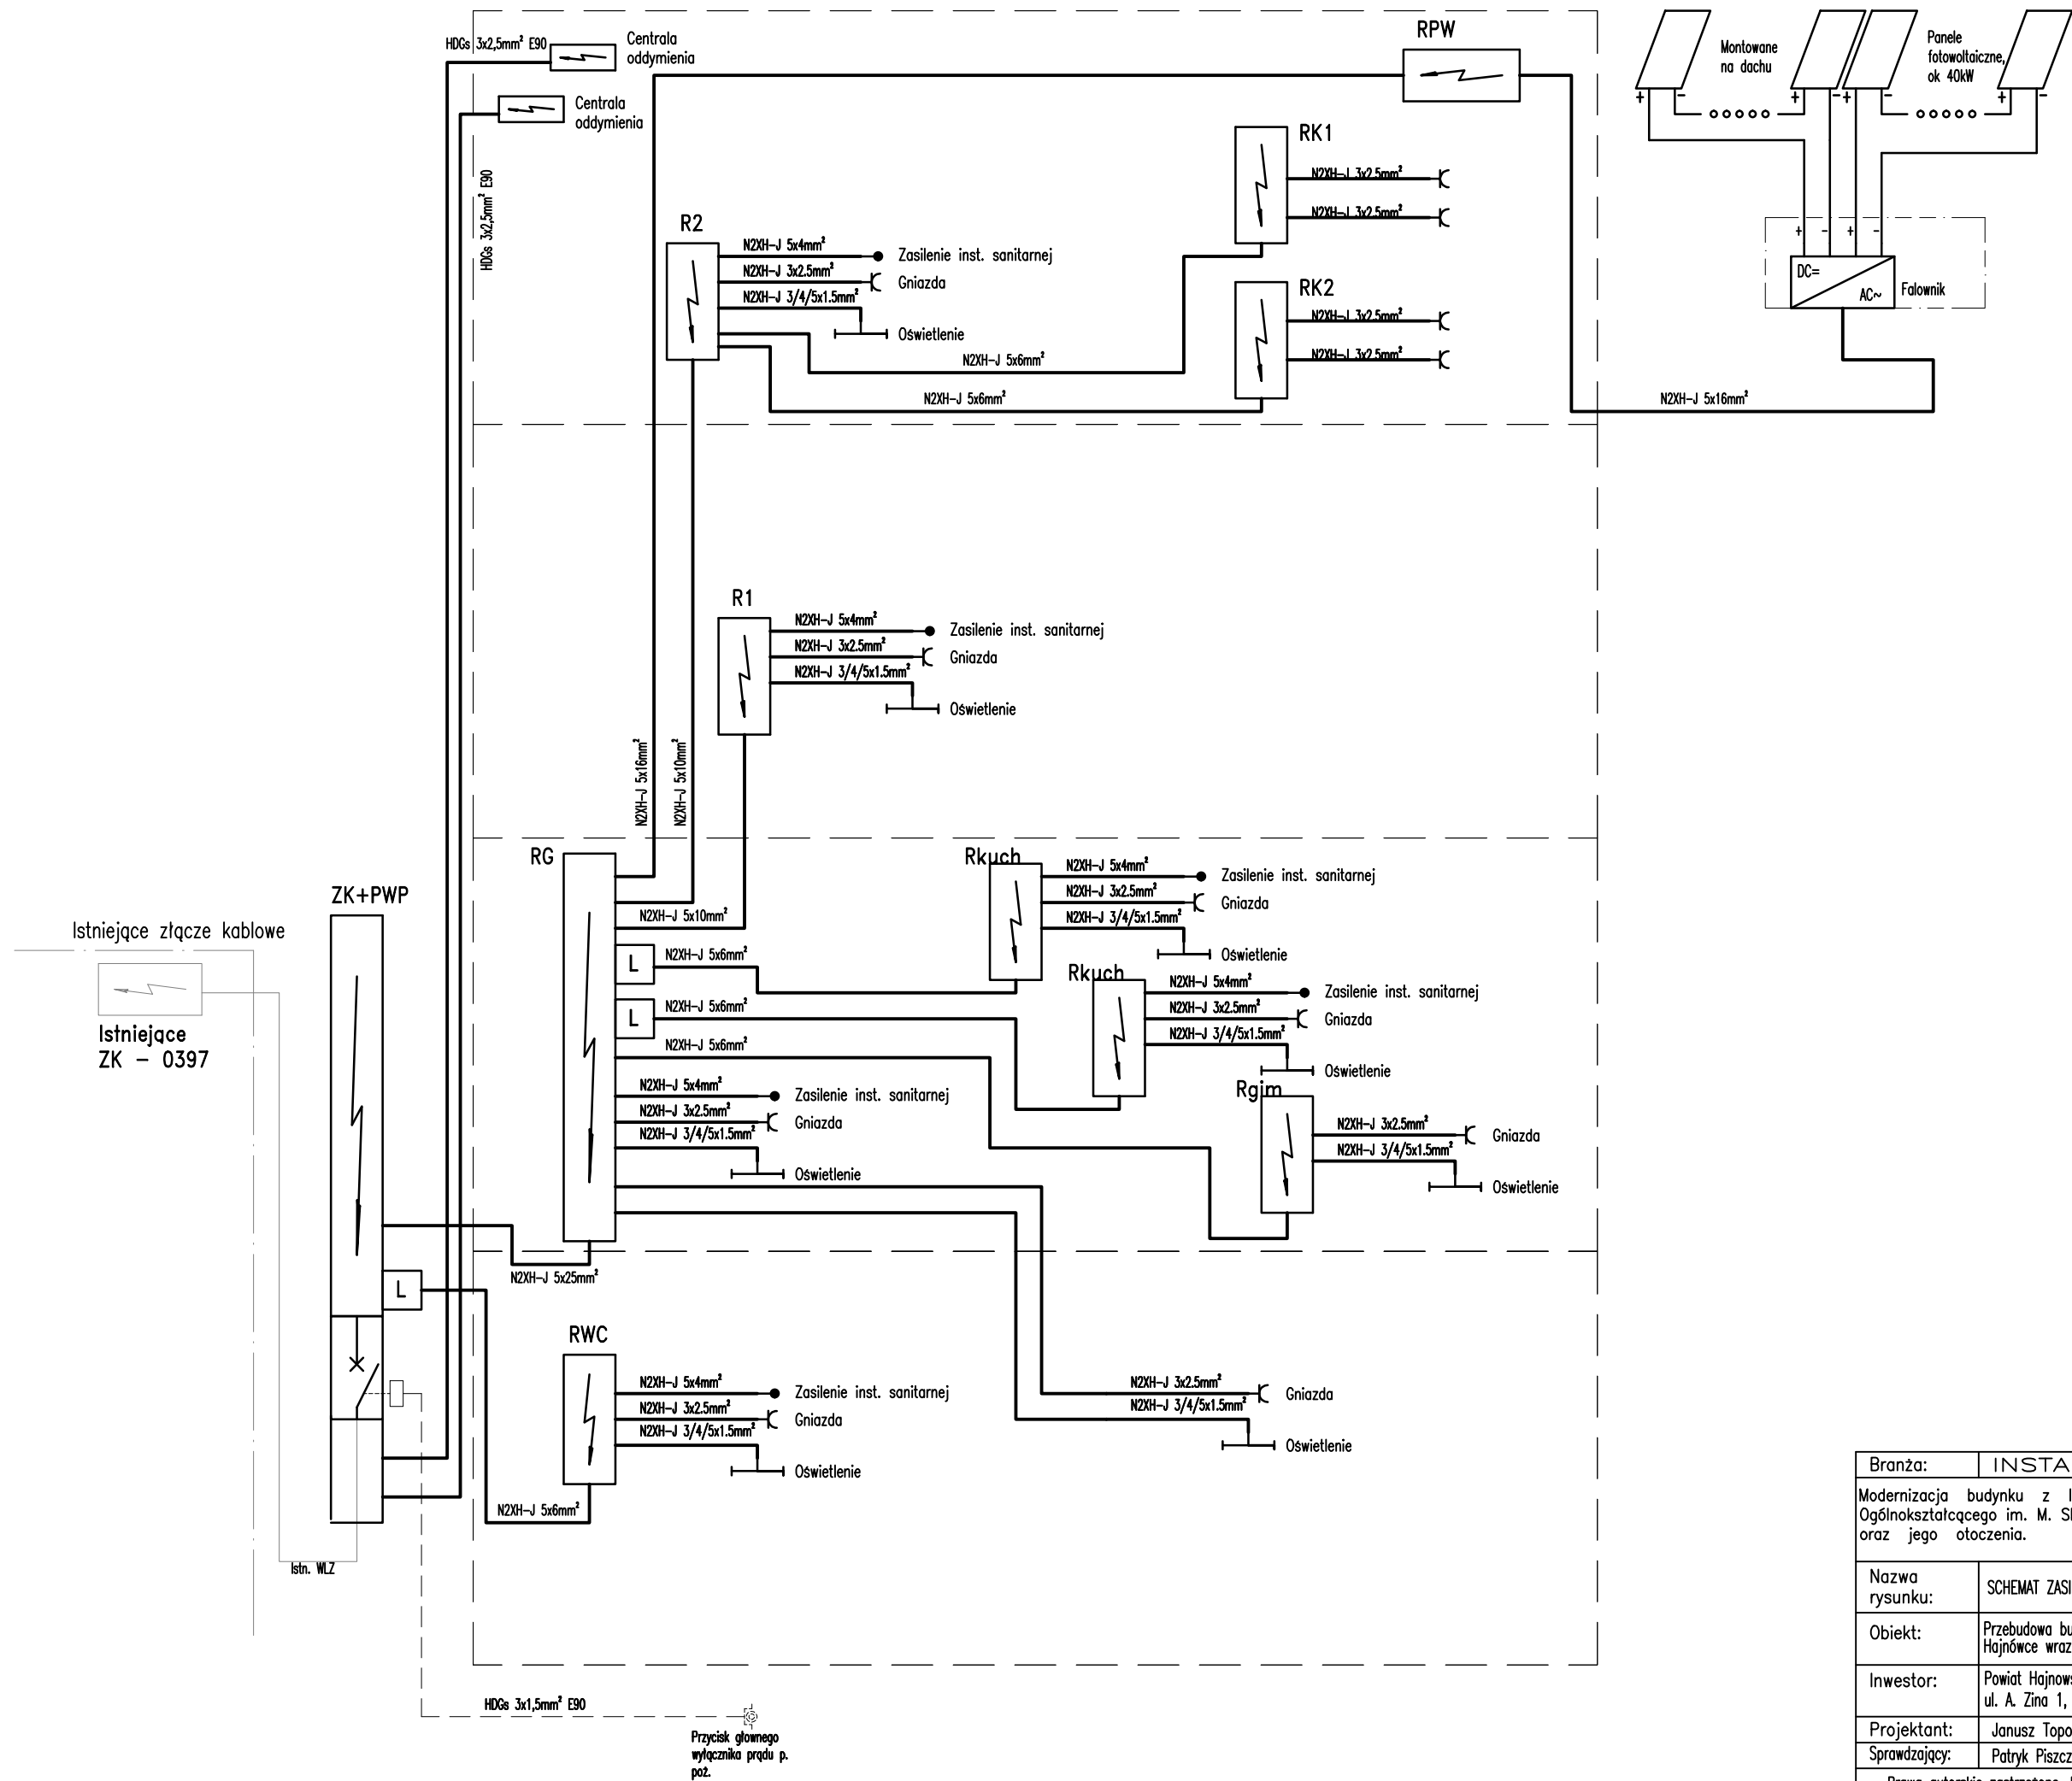 HDGs 3x2,5mm² E90
Centrala
oddymienia
Centrala
oddymienia
HDGs 3x2,5mm² E90
RPW
Montowane
na dachu
Panele
fotowoltaiczne,
ok 40kW
+ - + - + - + -
+ - + -
DC=
AC~
Falownik
N2XH-J 5x16mm²
RK1
N2XH-J 3x2.5mm²
N2XH-J 3x2.5mm²
RK2
N2XH-J 3x2.5mm²
N2XH-J 3x2.5mm²
R2
N2XH-J 5x4mm²
Zasilenie inst. sanitarnej
N2XH-J 3x2.5mm²
Gniazda
N2XH-J 3/4/5x1.5mm²
Oświetlenie
N2XH-J 5x6mm²
N2XH-J 5x6mm²
R1
N2XH-J 5x4mm²
Zasilenie inst. sanitarnej
N2XH-J 3x2.5mm²
Gniazda
N2XH-J 3/4/5x1.5mm²
Oświetlenie
N2XH-J 5x16mm²
N2XH-J 5x10mm²
RG
N2XH-J 5x10mm²
L
N2XH-J 5x6mm²
L
N2XH-J 5x6mm²
N2XH-J 5x6mm²
N2XH-J 5x4mm²
Zasilenie inst. sanitarnej
N2XH-J 3x2.5mm²
Gniazda
N2XH-J 3/4/5x1.5mm²
Oświetlenie
Rkuch
N2XH-J 5x4mm²
Zasilenie inst. sanitarnej
N2XH-J 3x2.5mm²
Gniazda
N2XH-J 3/4/5x1.5mm²
Oświetlenie
Rkuch
N2XH-J 5x4mm²
Zasilenie inst. sanitarnej
N2XH-J 3x2.5mm²
Gniazda
N2XH-J 3/4/5x1.5mm²
Oświetlenie
Rgim
N2XH-J 3x2.5mm²
Gniazda
N2XH-J 3/4/5x1.5mm²
Oświetlenie
ZK+PWP
Istniejące złącze kablowe
Istniejące
ZK - 0397
N2XH-J 5x25mm²
L
RWC
N2XH-J 5x4mm²
Zasilenie inst. sanitarnej
N2XH-J 3x2.5mm²
Gniazda
N2XH-J 3/4/5x1.5mm²
Oświetlenie
N2XH-J 5x6mm²
N2XH-J 3x2.5mm²
Gniazda
N2XH-J 3/4/5x1.5mm²
Oświetlenie
Istn. WLZ
HDGs 3x1,5mm² E90
Przycisk głownego
wyłącznika prądu p.
poż.
Branża: INSTA
Modernizacja budynku z I
Ogólnokształcącego im. M. Sk
oraz jego otoczenia.
Nazwa
rysunku:
SCHEMAT ZASI
Obiekt:
Przebudowa bu
Hajnówce wraz
Inwestor:
Powiat Hajnows
ul. A. Zina 1,
Projektant: Janusz Topo
Sprawdzający: Patryk Piszcz